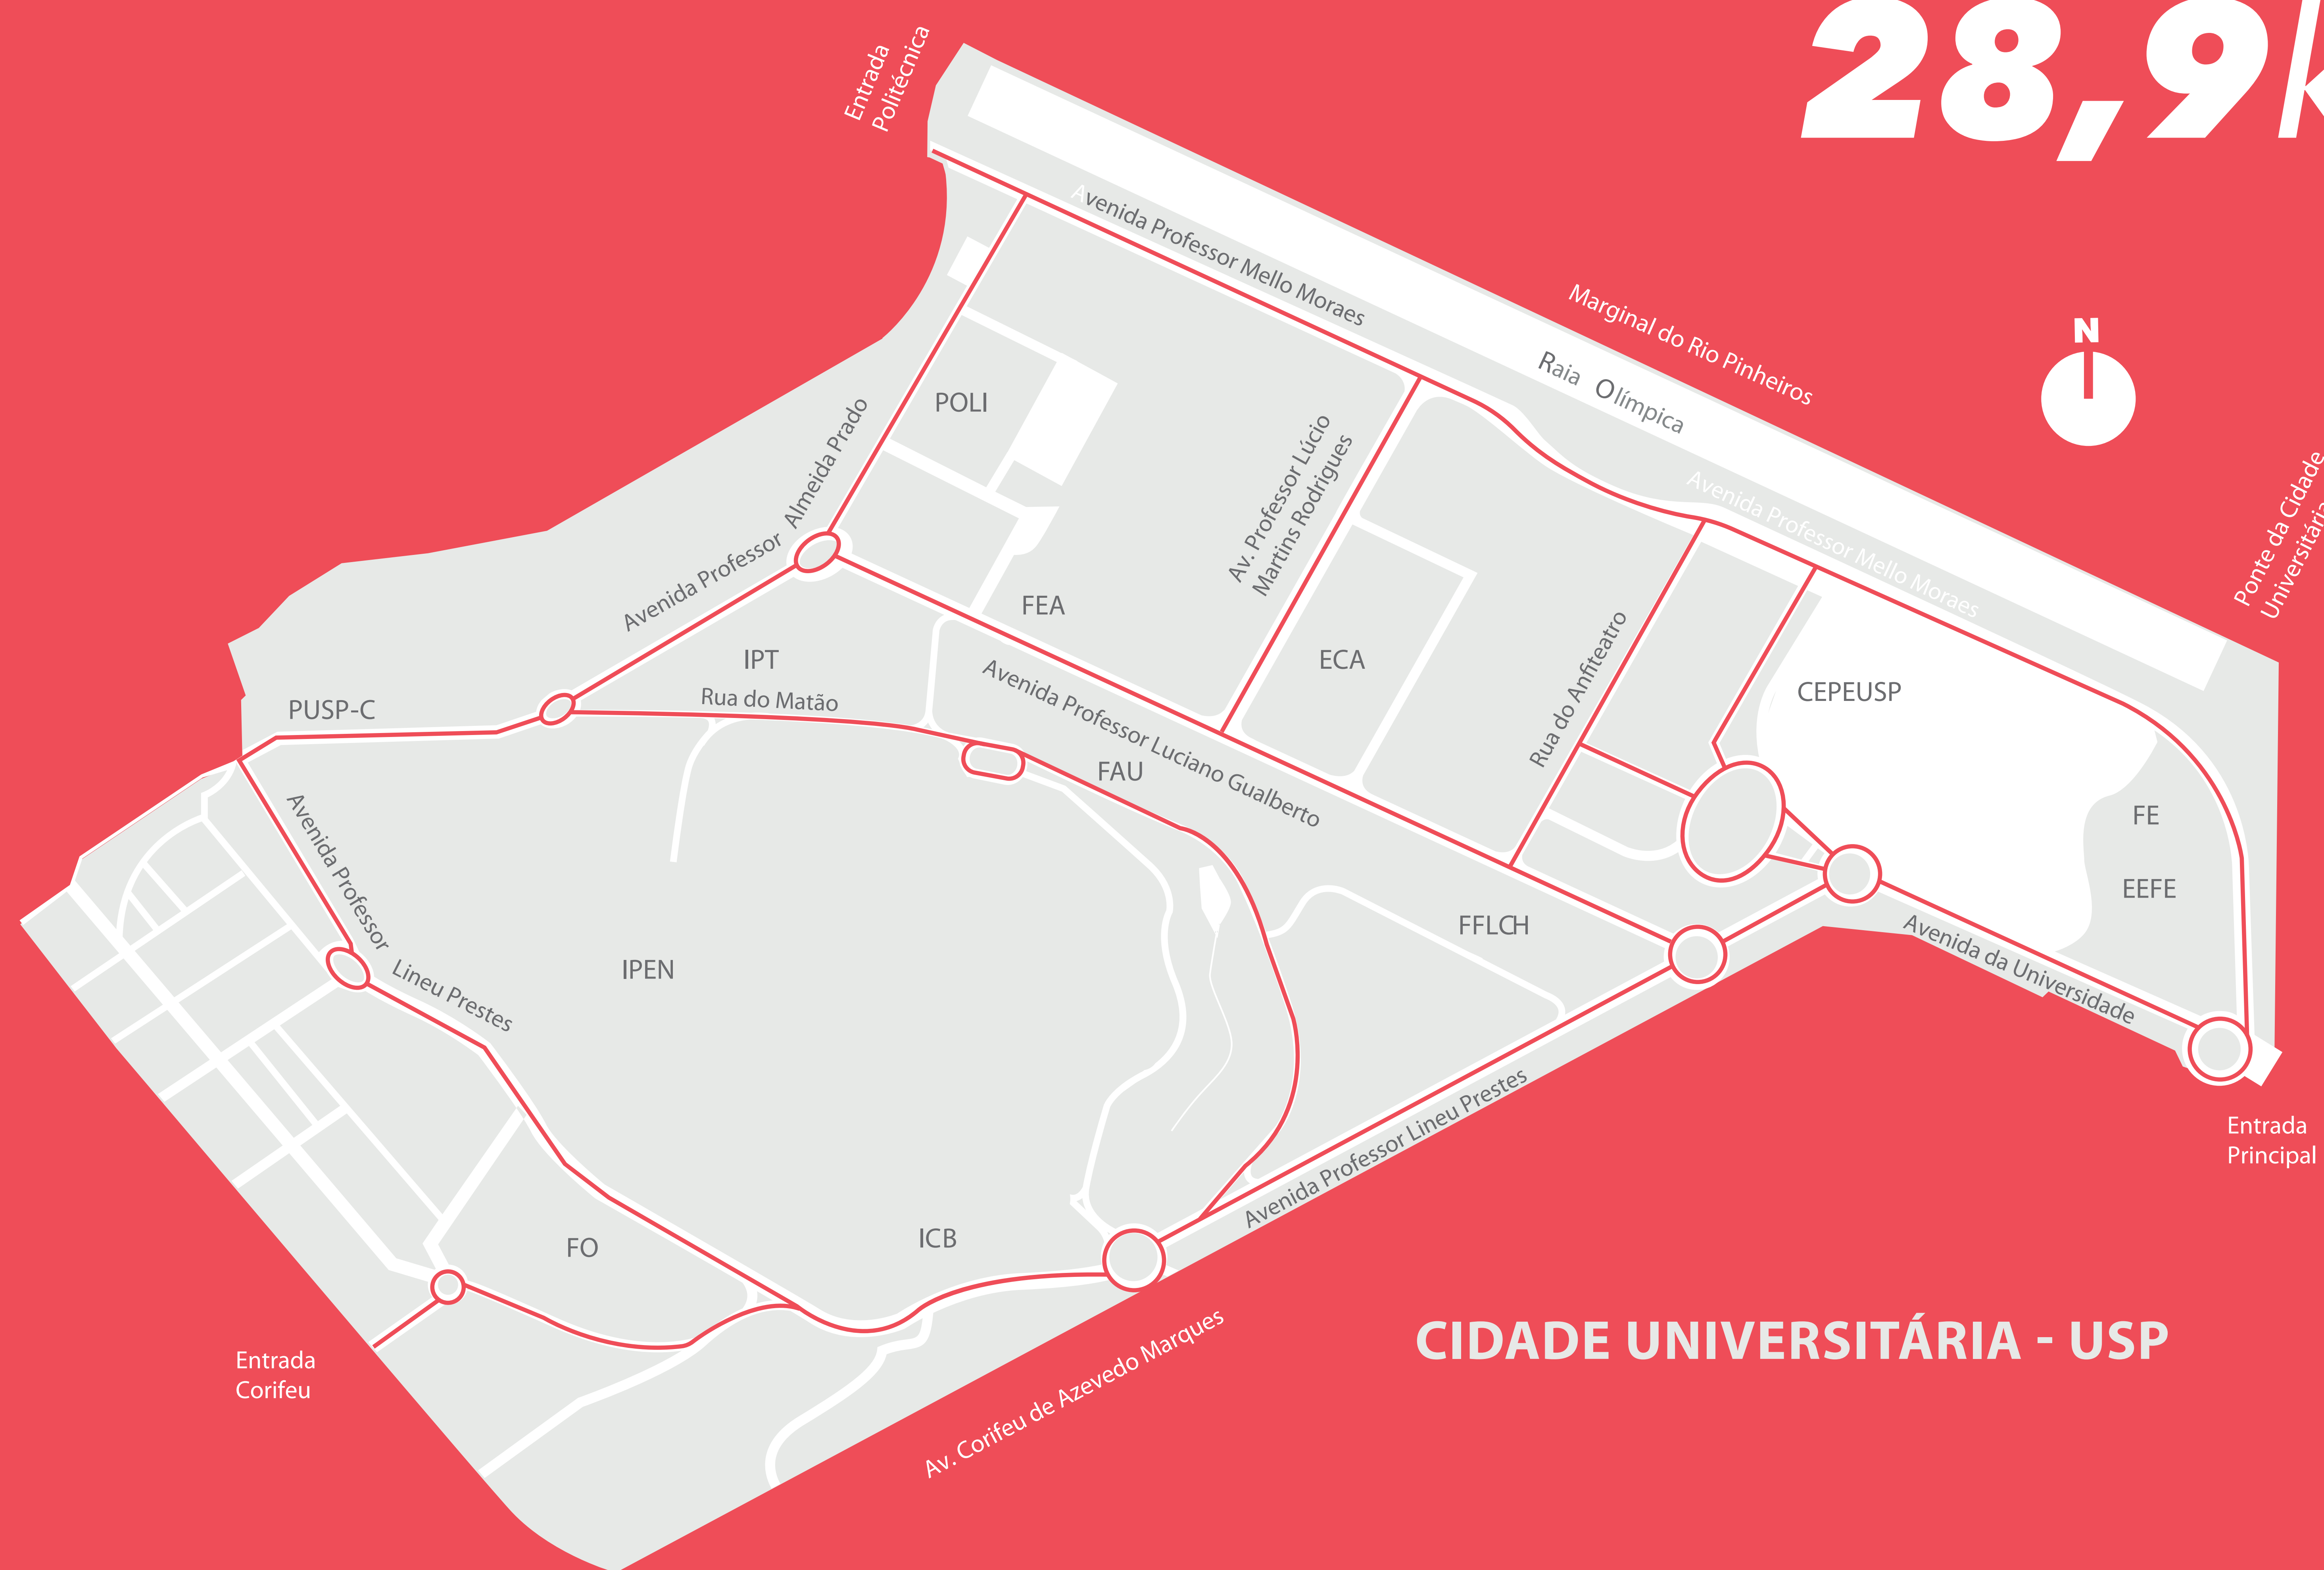 28,9k
Entrada
Politécnica
Avenida Professor Mello Moraes
Marginal do Rio Pinheiros
Raia Olímpica
N
Ponte da Cidade
Universitária
POLI
Almeida Prado
Avenida Professor
Av. Professor Lúcio
Martins Rodrigues
Avenida Professor Mello Moraes
FEA
IPT
ECA
Rua do Anfiteatro
CEPEUSP
Rua do Matão
PUSP-C
Avenida Professor Luciano Gualberto
FAU
FE
EEFE
Avenida Professor
Lineu Prestes
FFLCH
Avenida da Universidade
IPEN
Avenida Professor Lineu Prestes
Entrada
Principal
FO
ICB
Entrada
Corifeu
Av. Corifeu de Azevedo Marques
CIDADE UNIVERSITÁRIA - USP